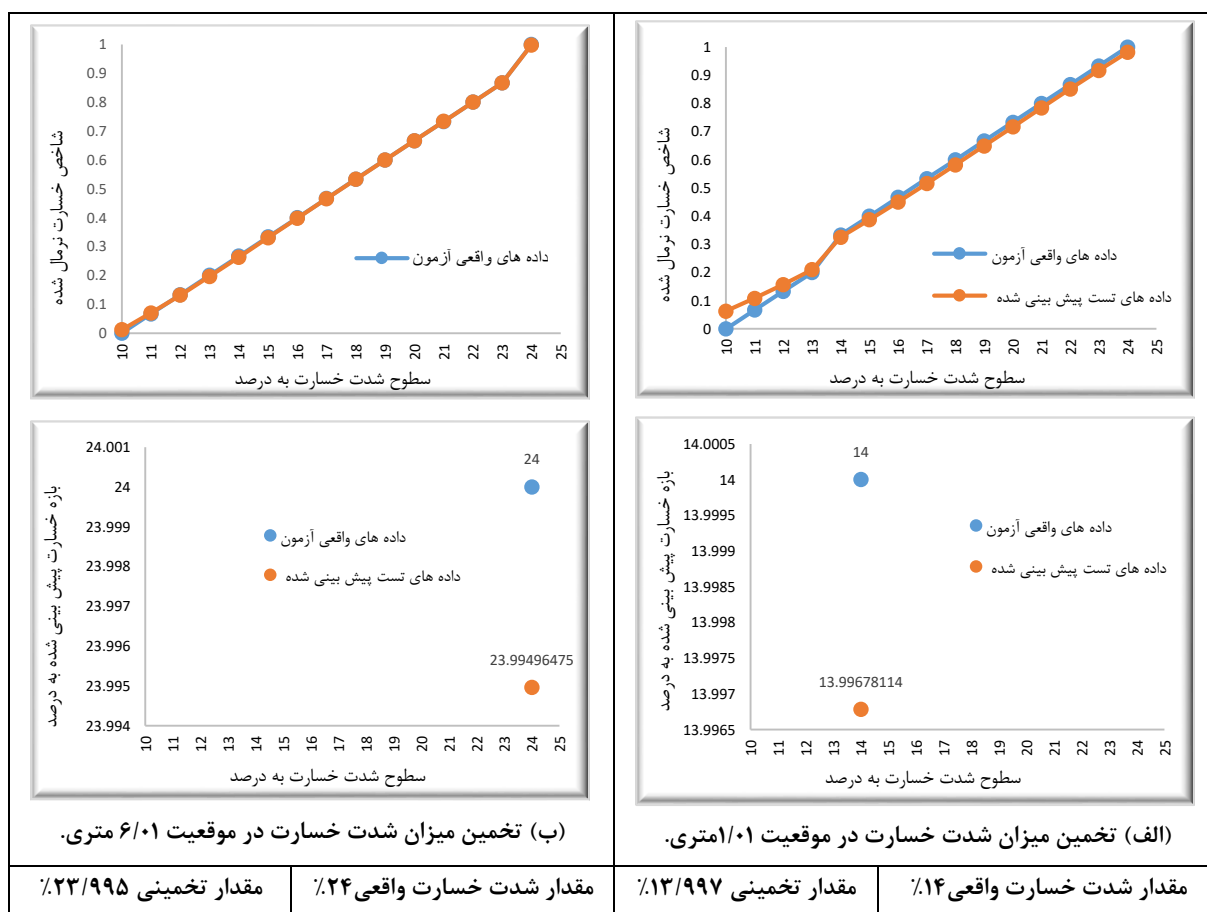 1
0.9
0.8
0.7
0.6
0.5
0.4
0.3
0.2
0.1
0
شاخص خسارت نرمال شده
داده های واقعی آزمون
داده های تست پیش بینی شده
10 11 12 13 14 15 16 17 18 19 20 21 22 23 24 25
سطوح شدت خسارت به درصد
14.0005
14
13.9995
13.999
13.9985
13.998
13.9975
13.997
13.9965
بازه خسارت پیش بینی شده به درصد
14
داده های واقعی آزمون
داده های تست پیش بینی شده
13.99678114
10 11 12 13 14 15 16 17 18 19 20 21 22 23 24 25
سطوح شدت خسارت به درصد
(الف) تخمین میزان شدت خسارت در موقعیت ۱/۰۱متری.
1
0.9
0.8
0.7
0.6
0.5
0.4
0.3
0.2
0.1
0
شاخص خسارت نرمال شده
داده های واقعی آزمون
10 11 12 13 14 15 16 17 18 19 20 21 22 23 24 25
سطوح شدت خسارت به درصد
24.001
24
23.999
23.998
23.997
23.996
23.995
23.994
بازه خسارت پیش بینی شده به درصد
24
داده های واقعی آزمون
داده های تست پیش بینی شده
23.99496475
10 11 12 13 14 15 16 17 18 19 20 21 22 23 24 25
سطوح شدت خسارت به درصد
(ب) تخمین میزان شدت خسارت در موقعیت ۶/۰۱ متری.
مقدار شدت خسارت واقعی۱۴٪ مقدار تخمینی ۱۳/۹۹۷٪ مقدار شدت خسارت واقعی۲۴٪ مقدار تخمینی ۲۳/۹۹۵٪